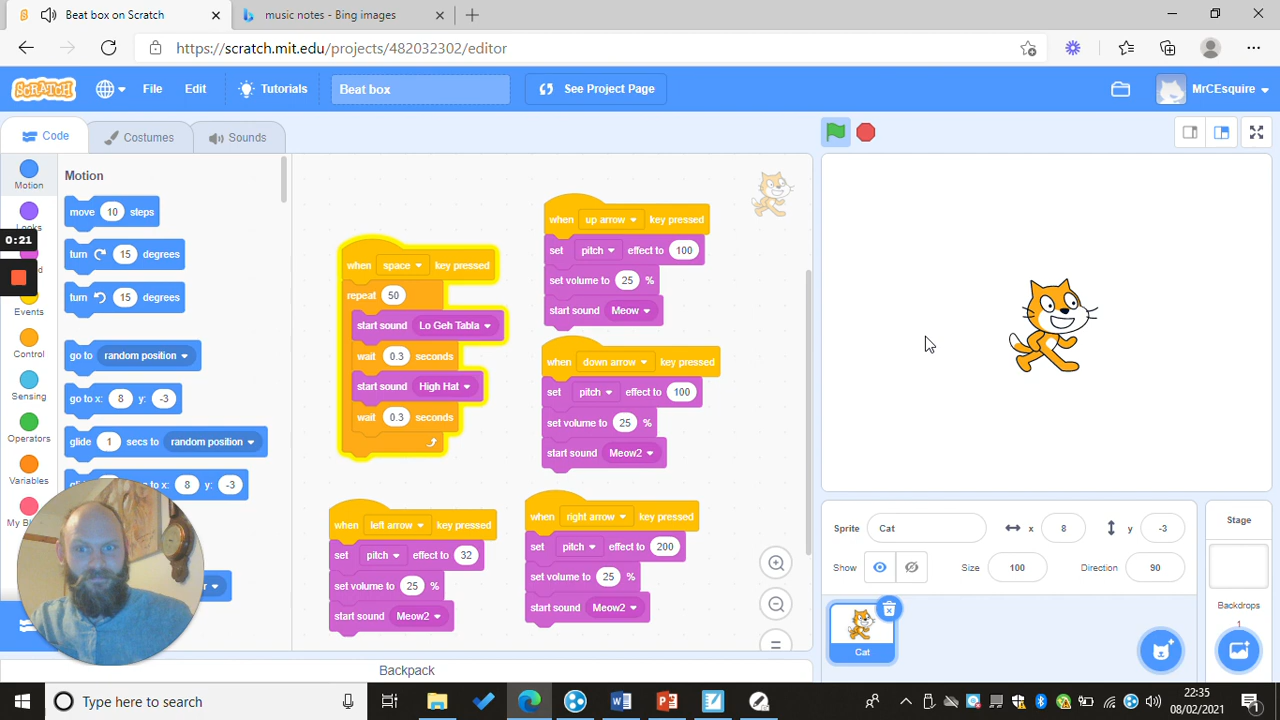 Beat box on Scratch
music notes - Bing images
https://scratch.mit.edu/projects/482032302/editor
SCRATCH
File
Edit
Tutorials
Beat box
See Project Page
MrCEsquire
Code
Costumes
Sounds
Motion
Looks
0:21
Events
Control
Sensing
Operators
Variables
Motion
move 10 steps
turn 15 degrees
turn 15 degrees
go to random position
go to x: 8 y: -3
glide 1 secs to random position
to x: 8 y: -3
when space key pressed
repeat 50
start sound Lo Geh Tabla
wait 0.3 seconds
start sound High Hat
wait 0.3 seconds
when up arrow key pressed
set pitch effect to 100
set volume to 25 %
start sound Meow
when down arrow key pressed
set pitch effect to 100
set volume to 25 %
start sound Meow2
when left arrow key pressed
set pitch effect to 32
set volume to 25 %
start sound Meow2
when right arrow key pressed
set pitch effect to 200
set volume to 25 %
start sound Meow2
Backpack
Sprite Cat x 8 y -3
Show Size 100 Direction 90
Cat
Stage
Backdrops
1
Type here to search
22:35
08/02/2021
1